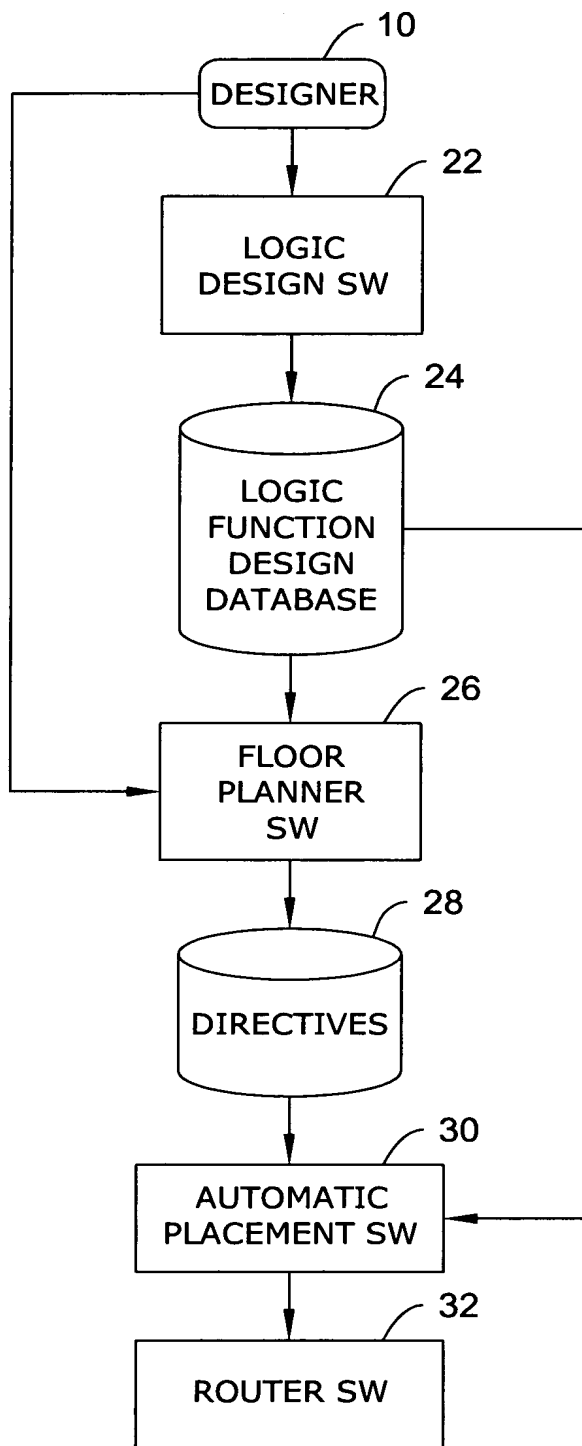 10
DESIGNER
22
LOGIC
DESIGN SW
24
LOGIC
FUNCTION
DESIGN
DATABASE
26
FLOOR
PLANNER
SW
28
DIRECTIVES
30
AUTOMATIC
PLACEMENT SW
32
ROUTER SW